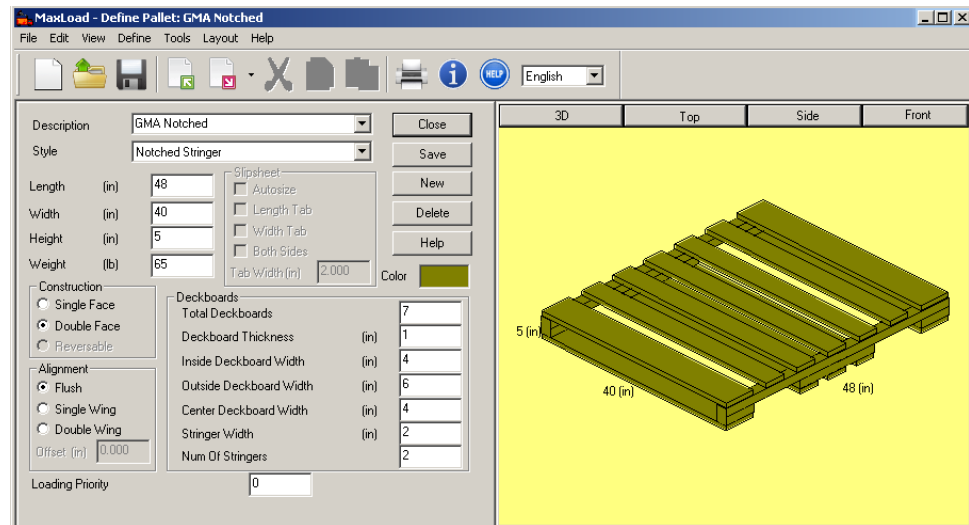 MaxLoad - Define Pallet: GMA Notched
File Edit View Define Tools Layout Help
HELP English
Description GMA Notched Close
Style Notched Stringer Save
Length (in) 48 Slipsheet New
Autosize
Width (in) 40 Length Tab Delete
Height (in) 5 Width Tab Help
Both Sides
Weight (lb) 65 Tab Width(in) 2.000 Color
Construction
Single Face
Double Face
Reversable
Alignment
Flush
Single Wing
Double Wing
Offset (in) 0.000
Deckboards
Total Deckboards 7
Deckboard Thickness (in) 1
Inside Deckboard Width (in) 4
Outside Deckboard Width (in) 6
Center Deckboard Width (in) 4
Stringer Width (in) 2
Num Of Stringers 2
Loading Priority 0
3D Top Side Front
5 (in)
40 (in)
48 (in)